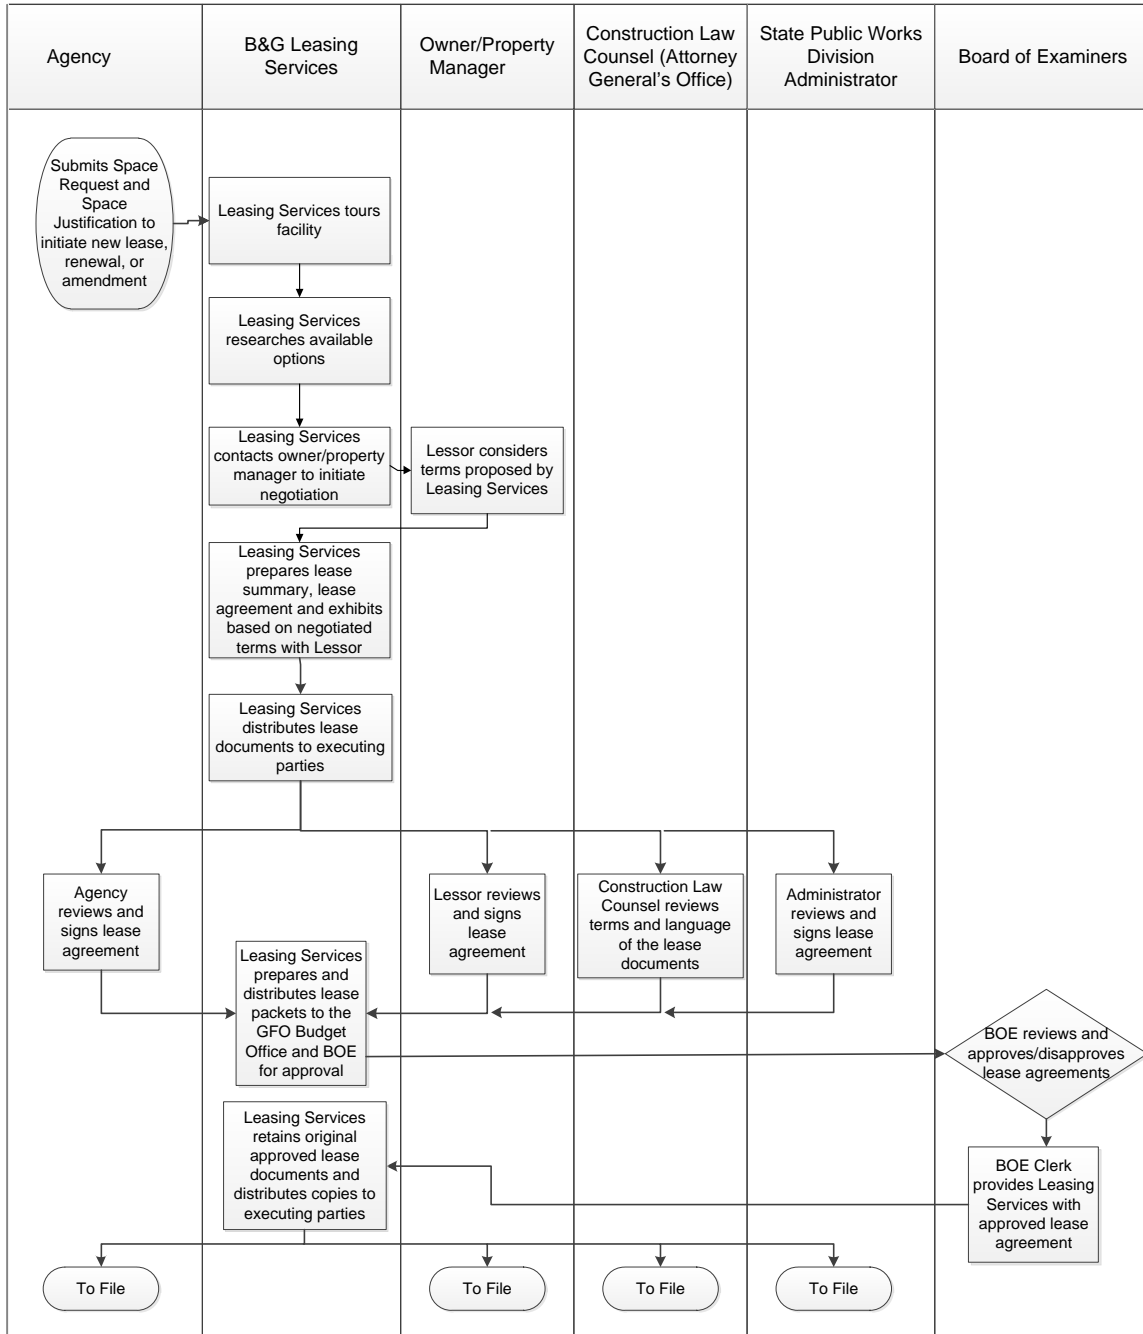 Agency
B&G Leasing
Services
Owner/Property
Manager
Construction Law
Counsel (Attorney
General's Office)
State Public Works
Division
Administrator
Board of Examiners
Submits Space
Request and
Space
Justification to
initiate new lease,
renewal, or
amendment
Leasing Services tours
facility
Leasing Services
researches available
options
Leasing Services
contacts owner/property
manager to initiate
negotiation
Lessor considers
terms proposed by
Leasing Services
Leasing Services
prepares lease
summary, lease
agreement and exhibits
based on negotiated
terms with Lessor
Leasing Services
distributes lease
documents to executing
parties
Agency
reviews and
signs lease
agreement
Lessor reviews
and signs
lease
agreement
Construction Law
Counsel reviews
terms and language
of the lease
documents
Administrator
reviews and
signs lease
agreement
Leasing Services
prepares and
distributes lease
packets to the
GFO Budget
Office and BOE
for approval
BOE reviews and
approves/disapproves
lease agreements
Leasing Services
retains original
approved lease
documents and
distributes copies to
executing parties
BOE Clerk
provides Leasing
Services with
approved lease
agreement
To File
To File
To File
To File